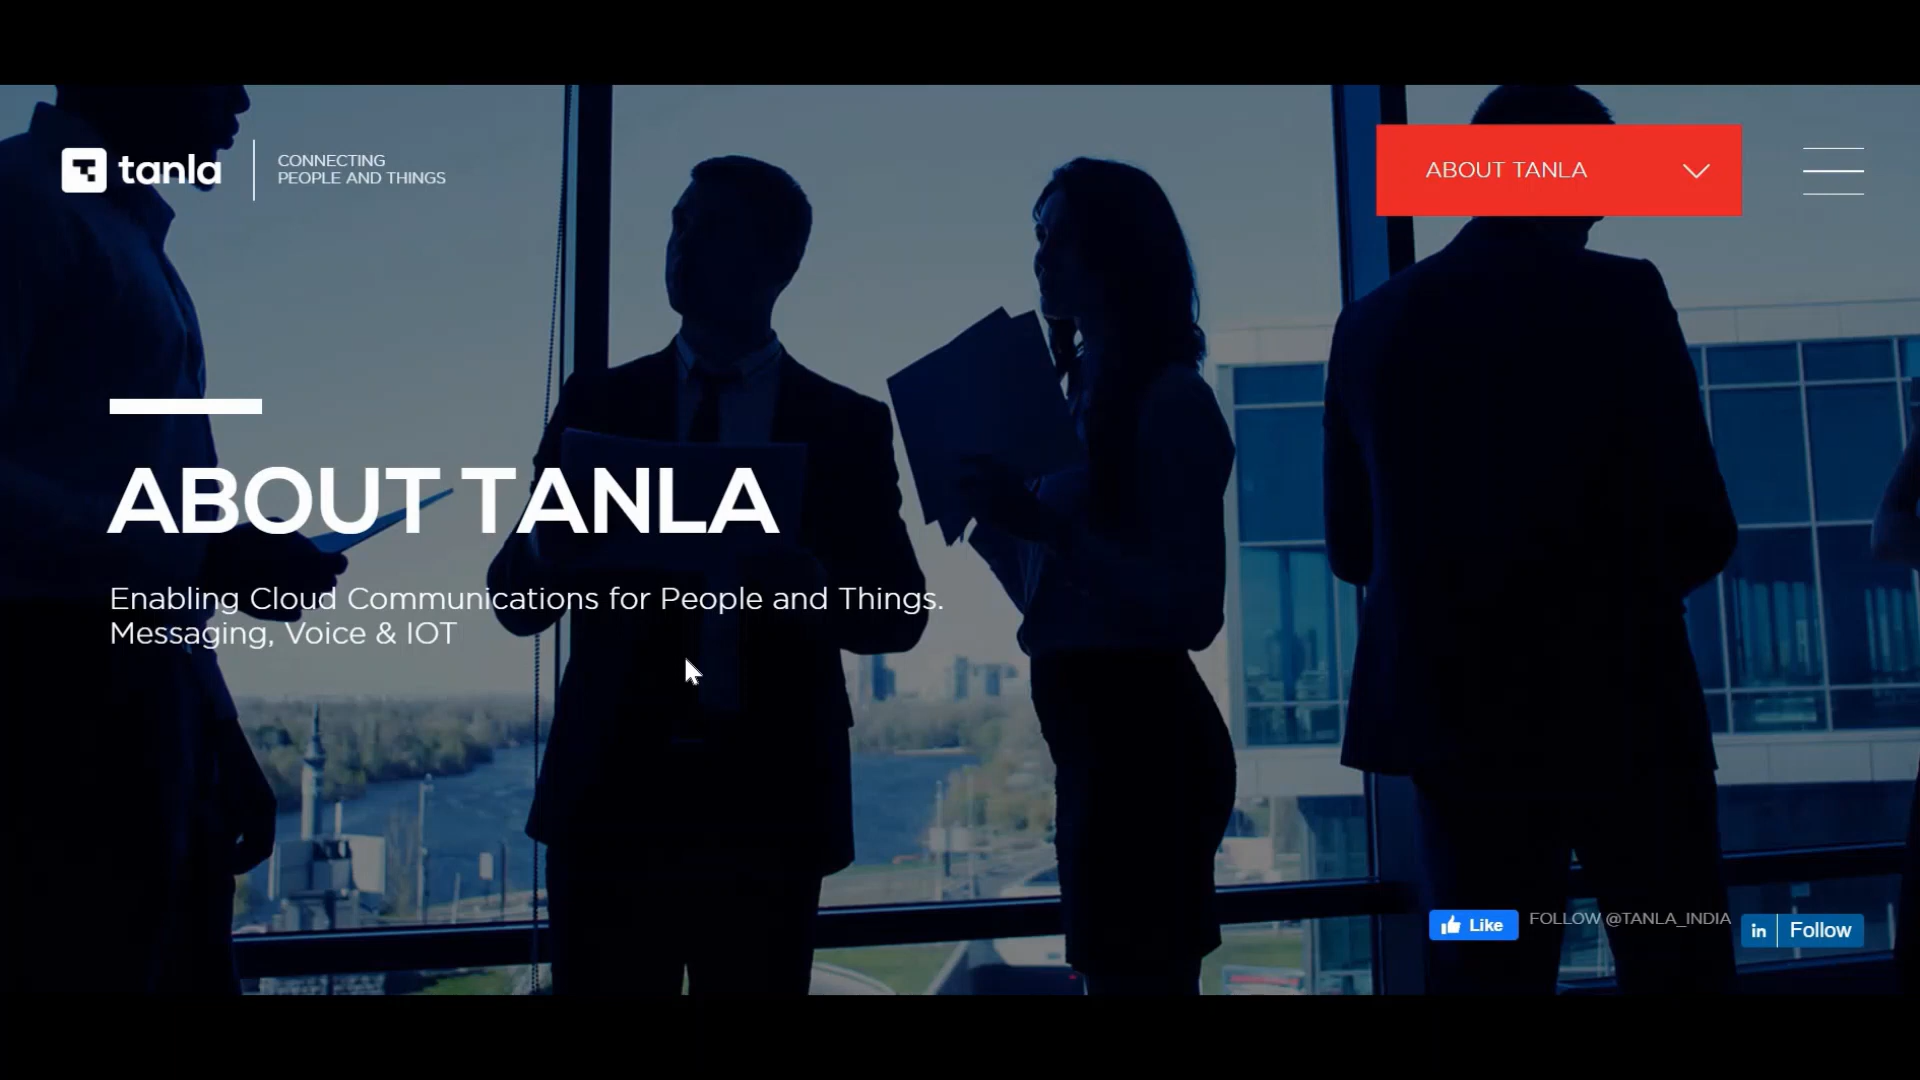 tanla
CONNECTING
PEOPLE AND THINGS
ABOUT TANLA
ABOUT TANLA
Enabling Cloud Communications for People and Things.
Messaging, Voice & IOT
Like
FOLLOW @TANLA_INDIA
in Follow